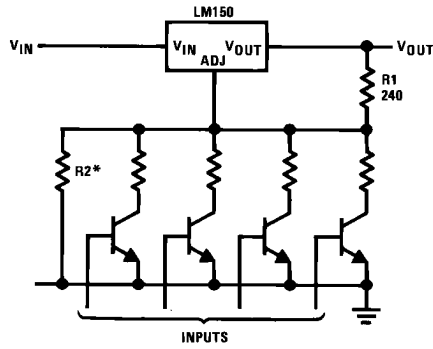 LM150
VIN
VIN
VOUT
ADJ
VOUT
R1
240
R2*
INPUTS